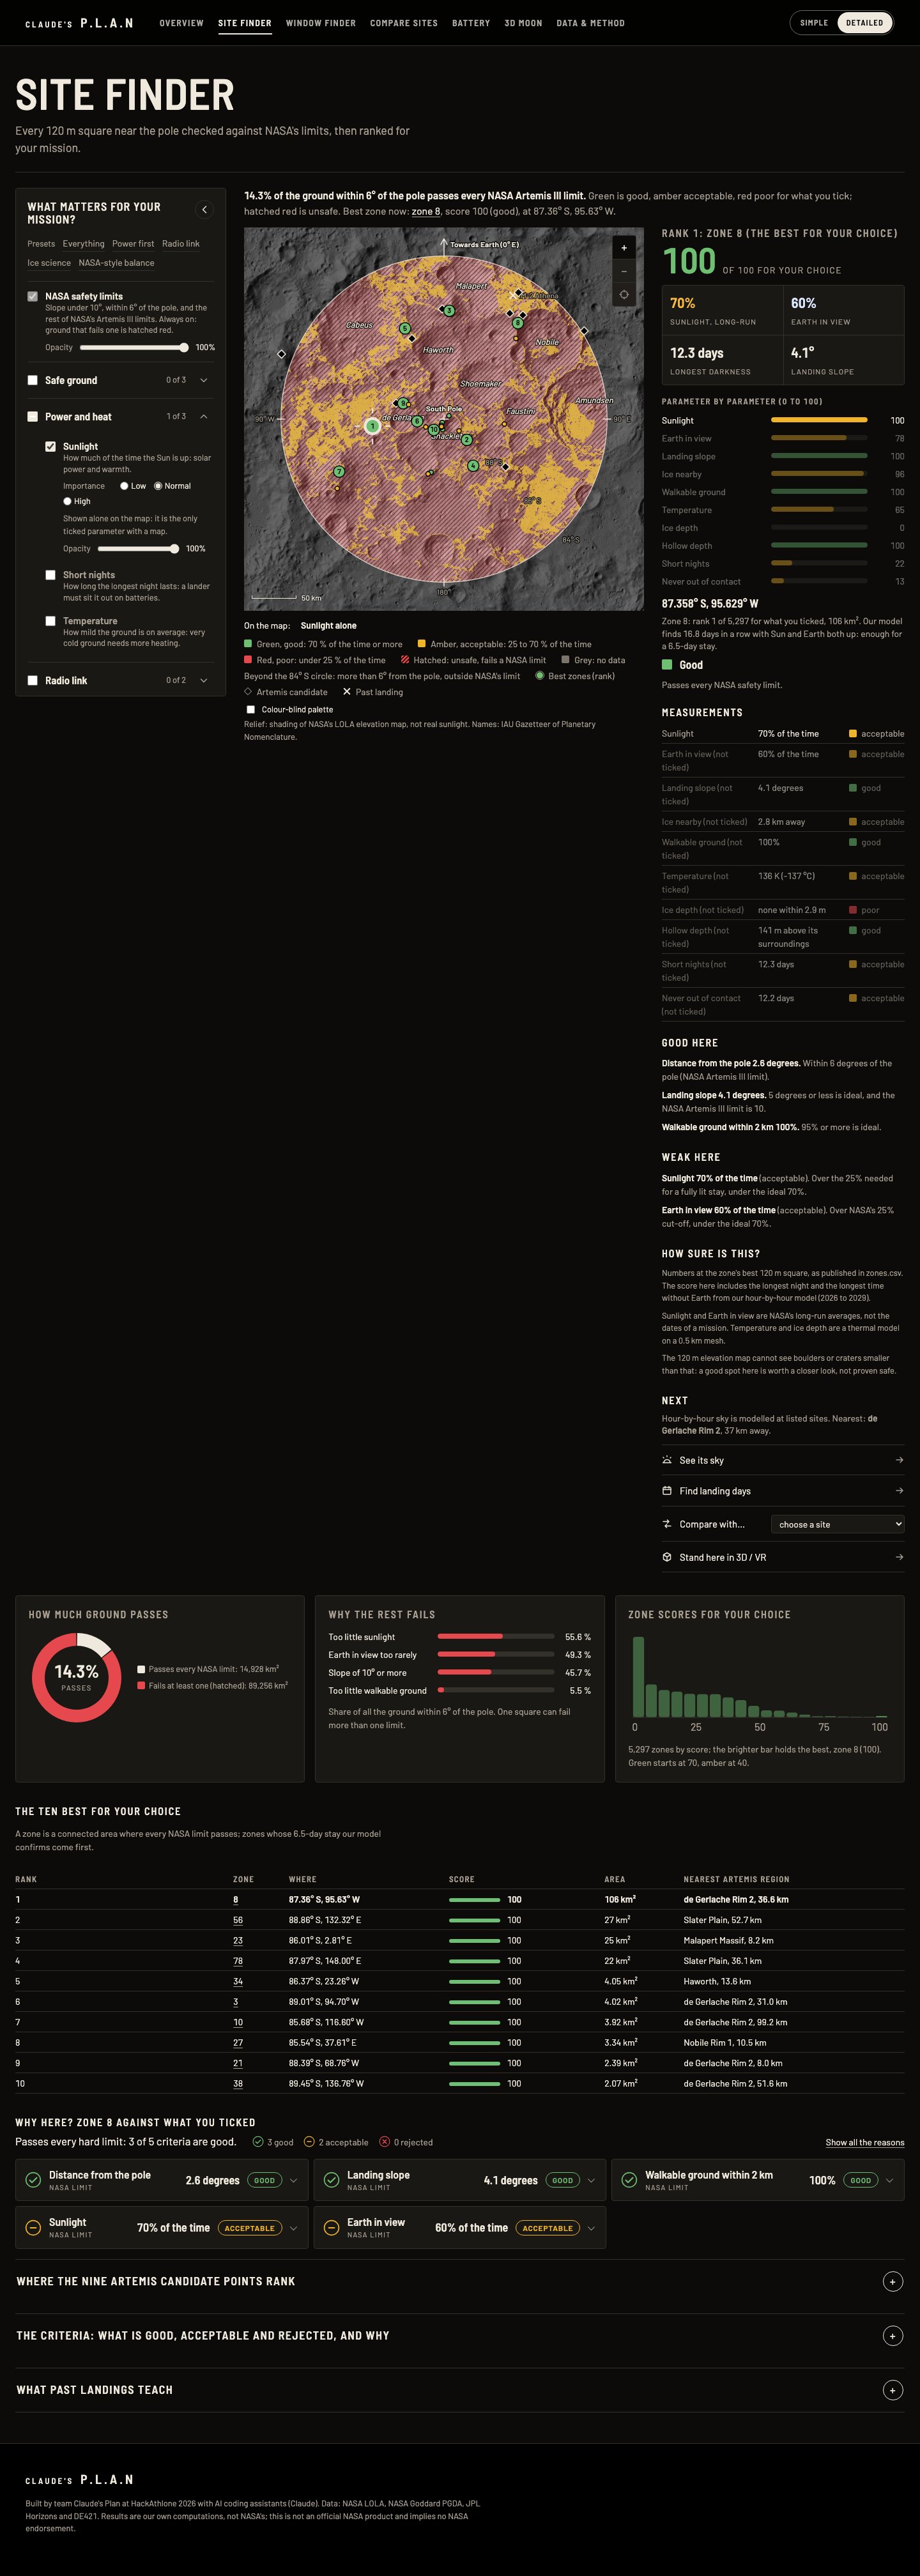 CLAUDE'S P.L.A.N
OVERVIEW
SITE FINDER
WINDOW FINDER
COMPARE SITES
BATTERY
3D MOON
DATA & METHOD
SIMPLE
DETAILED
SITE FINDER
Every 120 m square near the pole checked against NASA's limits, then ranked for
your mission.
WHAT MATTERS FOR YOUR
MISSION?
Presets Everything Power first Radio link
Ice science NASA-style balance
NASA safety limits
Slope under 10°, within 6° of the pole, and the
rest of NASA's Artemis III limits. Always on:
ground that fails one is hatched red.
Opacity 100%
Safe ground 0 of 3
Power and heat 1 of 3
Sunlight
How much of the time the Sun is up: solar
power and warmth.
Importance Low Normal
High
Shown alone on the map: it is the only
ticked parameter with a map.
Opacity 100%
Short nights
How long the longest night lasts: a lander
must sit it out on batteries.
Temperature
How mild the ground is on average: very
cold ground needs more heating.
Radio link 0 of 2
14.3% of the ground within 6° of the pole passes every NASA Artemis III limit. Green is good, amber acceptable, red poor for what you tick;
hatched red is unsafe. Best zone now: zone 8, score 100 (good), at 87.36° S, 95.63° W.
Towards Earth (0° E)
+
−
Malapert
3
Cabeus
5
8
Nobile
Haworth
Shoemaker
Amundsen
9
South Pole
Faustini
90° W
90° E
1
6
10
2
7
4
84° S
180°
50 km
On the map: Sunlight alone
Green, good: 70 % of the time or more
Amber, acceptable: 25 to 70 % of the time
Red, poor: under 25 % of the time
Hatched: unsafe, fails a NASA limit
Grey: no data
Beyond the 84° S circle: more than 6° from the pole, outside NASA's limit
Best zones (rank)
Artemis candidate
Past landing
Colour-blind palette
Relief: shading of NASA's LOLA elevation map, not real sunlight. Names: IAU Gazetteer of Planetary
Nomenclature.
RANK 1: ZONE 8 (THE BEST FOR YOUR CHOICE)
100 OF 100 FOR YOUR CHOICE
70%
SUNLIGHT, LONG-RUN
60%
EARTH IN VIEW
12.3 days
LONGEST DARKNESS
4.1°
LANDING SLOPE
PARAMETER BY PARAMETER (0 TO 100)
Sunlight 100
Earth in view 78
Landing slope 100
Ice nearby 96
Walkable ground 100
Temperature 65
Ice depth 0
Hollow depth 100
Short nights 22
Never out of contact 13
87.358° S, 95.629° W
Zone 8: rank 1 of 5,297 for what you ticked, 106 km². Our model
finds 16.8 days in a row with Sun and Earth both up: enough for
a 6.5-day stay.
Good
Passes every NASA safety limit.
MEASUREMENTS
Sunlight 70% of the time acceptable
Earth in view (not
ticked) 60% of the time acceptable
Landing slope (not
ticked) 4.1 degrees good
Ice nearby (not ticked) 2.8 km away acceptable
Walkable ground (not
ticked) 100% good
Temperature (not
ticked) 136 K (-137 °C) acceptable
Ice depth (not ticked) none within 2.9 m poor
Hollow depth (not
ticked) 141 m above its
surroundings good
Short nights (not
ticked) 12.3 days acceptable
Never out of contact
(not ticked) 12.2 days acceptable
GOOD HERE
Distance from the pole 2.6 degrees. Within 6 degrees of the
pole (NASA Artemis III limit).
Landing slope 4.1 degrees. 5 degrees or less is ideal, and the
NASA Artemis III limit is 10.
Walkable ground within 2 km 100%. 95% or more is ideal.
WEAK HERE
Sunlight 70% of the time (acceptable). Over the 25% needed
for a fully lit stay, under the ideal 70%.
Earth in view 60% of the time (acceptable). Over NASA's 25%
cut-off, under the ideal 70%.
HOW SURE IS THIS?
Numbers at the zone's best 120 m square, as published in zones.csv.
The score here includes the longest night and the longest time
without Earth from our hour-by-hour model (2026 to 2029).
Sunlight and Earth in view are NASA's long-run averages, not the
dates of a mission. Temperature and ice depth are a thermal model
on a 0.5 km mesh.
The 120 m elevation map cannot see boulders or craters smaller
than that: a good spot here is worth a closer look, not proven safe.
NEXT
Hour-by-hour sky is modelled at listed sites. Nearest: de
Gerlache Rim 2, 37 km away.
See its sky
Find landing days
Compare with... choose a site
Stand here in 3D / VR
HOW MUCH GROUND PASSES
14.3%
PASSES
Passes every NASA limit: 14,928 km²
Fails at least one (hatched): 89,256 km²
WHY THE REST FAILS
Too little sunlight 55.6 %
Earth in view too rarely 49.3 %
Slope of 10° or more 45.7 %
Too little walkable ground 5.5 %
Share of all the ground within 6° of the pole. One square can fail
more than one limit.
ZONE SCORES FOR YOUR CHOICE
0 25 50 75 100
5,297 zones by score; the brighter bar holds the best, zone 8 (100).
Green starts at 70, amber at 40.
THE TEN BEST FOR YOUR CHOICE
A zone is a connected area where every NASA limit passes; zones whose 6.5-day stay our model
confirms come first.
RANK ZONE WHERE SCORE AREA NEAREST ARTEMIS REGION
1 8 87.36° S, 95.63° W 100 106 km² de Gerlache Rim 2, 36.6 km
2 56 88.86° S, 132.32° E 100 27 km² Slater Plain, 52.7 km
3 23 86.01° S, 2.81° E 100 25 km² Malapert Massif, 8.2 km
4 78 87.97° S, 148.00° E 100 22 km² Slater Plain, 36.1 km
5 34 86.37° S, 23.26° W 100 4.05 km² Haworth, 13.6 km
6 3 89.01° S, 94.70° W 100 4.02 km² de Gerlache Rim 2, 31.0 km
7 10 85.68° S, 116.60° W 100 3.92 km² de Gerlache Rim 2, 99.2 km
8 27 85.54° S, 37.61° E 100 3.34 km² Nobile Rim 1, 10.5 km
9 21 88.39° S, 68.76° W 100 2.39 km² de Gerlache Rim 2, 8.0 km
10 38 89.45° S, 136.76° W 100 2.07 km² de Gerlache Rim 2, 51.6 km
WHY HERE? ZONE 8 AGAINST WHAT YOU TICKED
Passes every hard limit: 3 of 5 criteria are good. 3 good 2 acceptable 0 rejected Show all the reasons
Distance from the pole
NASA LIMIT
2.6 degrees GOOD
Landing slope
NASA LIMIT
4.1 degrees GOOD
Walkable ground within 2 km
NASA LIMIT
100% GOOD
Sunlight
NASA LIMIT
70% of the time ACCEPTABLE
Earth in view
NASA LIMIT
60% of the time ACCEPTABLE
WHERE THE NINE ARTEMIS CANDIDATE POINTS RANK
+
THE CRITERIA: WHAT IS GOOD, ACCEPTABLE AND REJECTED, AND WHY
+
WHAT PAST LANDINGS TEACH
+
CLAUDE'S P.L.A.N
Built by team Claude's Plan at HackAthlone 2026 with AI coding assistants (Claude). Data: NASA LOLA, NASA Goddard PGDA, JPL
Horizons and DE421. Results are our own computations, not NASA's; this is not an official NASA product and implies no NASA
endorsement.